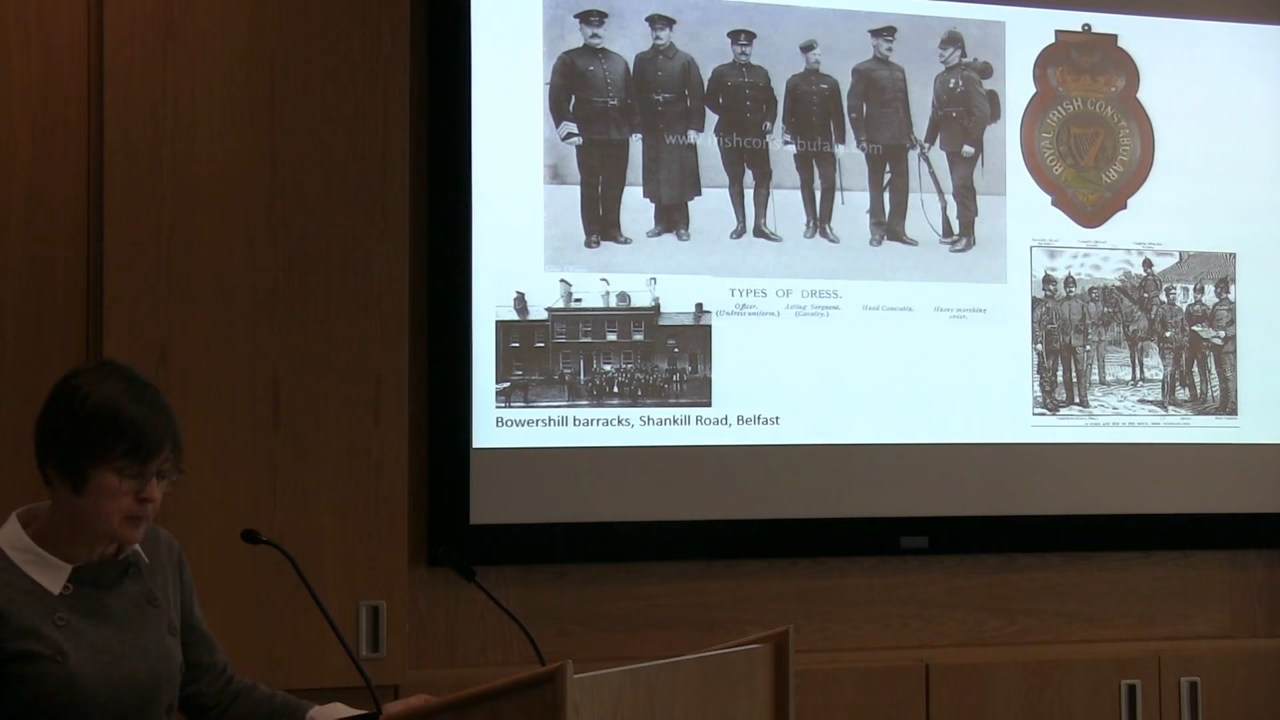 www.irishconstabulary.com
ROYAL IRISH CONSTABULARY
TYPES OF DRESS.
Officer, (Undress uniform.)
Acting Sergeant, (Cavalry.)
Head Constable.
Heavy marching order.
Bowershill barracks, Shankill Road, Belfast